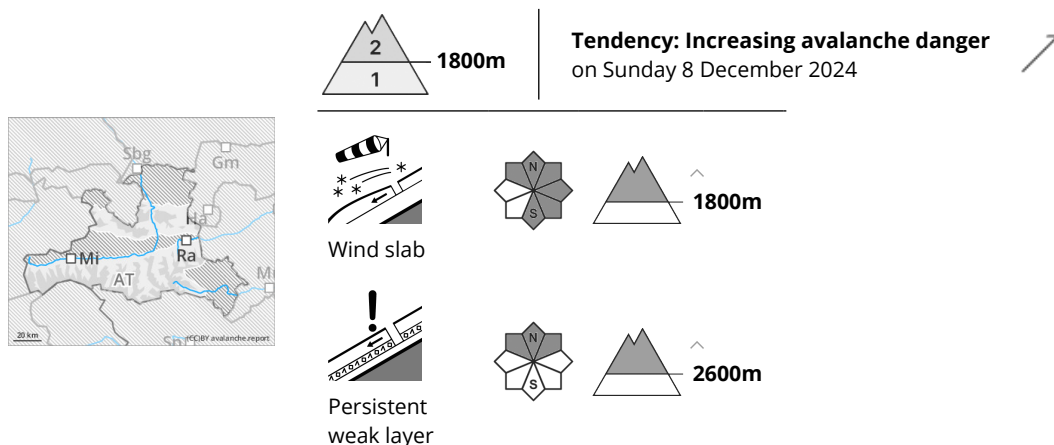 2
1
1800m
Tendency: Increasing avalanche danger
on Sunday 8 December 2024
Sbg
Gm
Ha
Mi
Ra
AT
20 km
(CC)BY avalanche.report
N
S
1800m
Wind slab
N
S
2600m
Persistent
weak layer